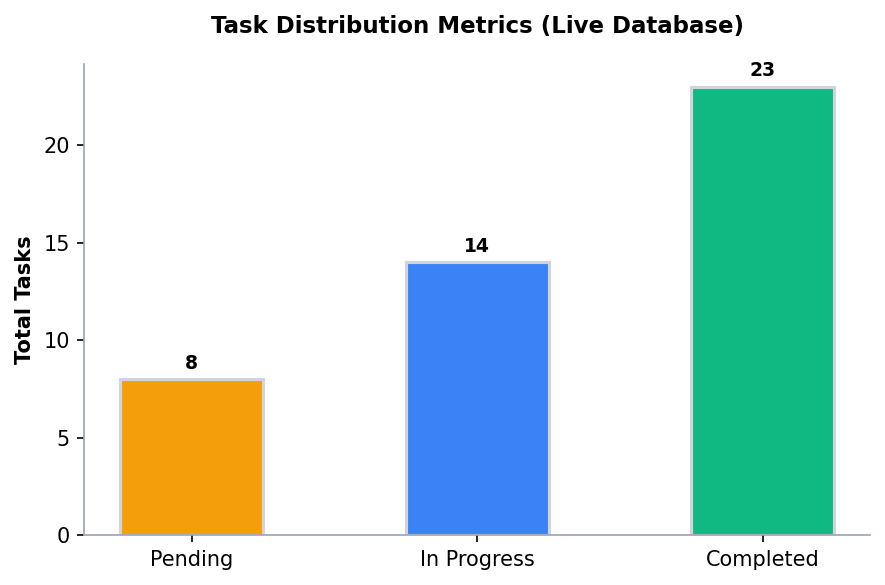 Task Distribution Metrics (Live Database)
Total Tasks
23
20
15
14
10
8
5
0
Pending In Progress Completed